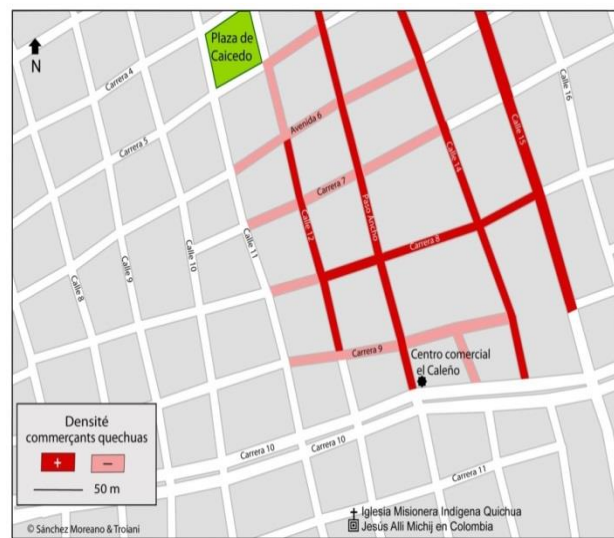 Plaza de
Caicedo
N
Carrera 4
Carrera 5
Avenida 6
Carrera 7
Calle 14
Calle 15
Calle 16
Paso Ancho
Calle 12
Carrera 8
Calle 8
Calle 9
Calle 10
Calle 11
Carrera 9
Centro comercial
el Caleño
Densité
commerçants quechuas
+
−
50 m
Carrera 10
Carrera 10
Carrera 11
Iglesia Misionera Indígena Quichua
Jesús Alli Michij en Colombia
© Sánchez Moreano & Troiani